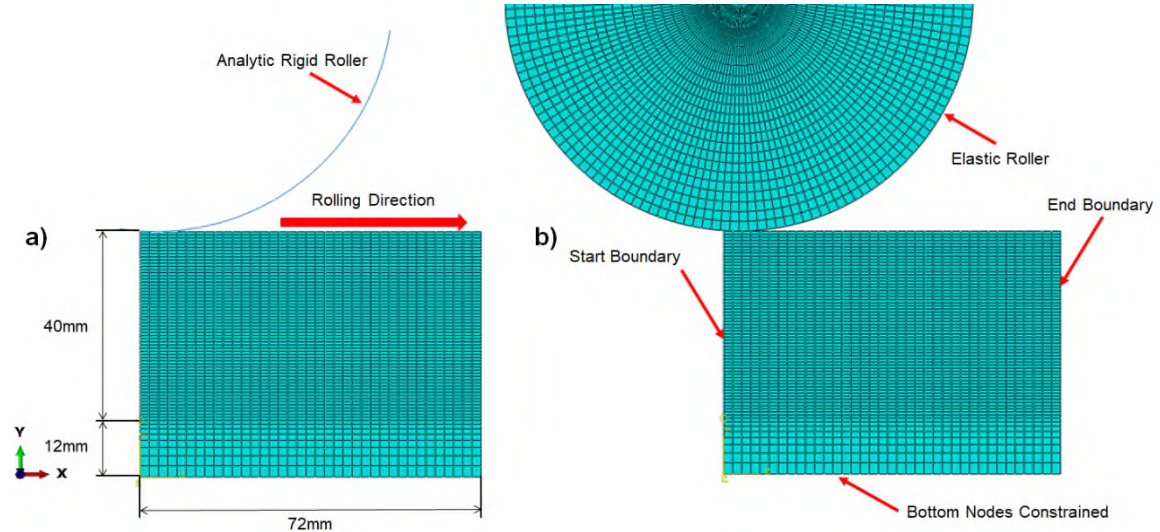 Analytic Rigid Roller
Rolling Direction
a)
40mm
12mm
Y
X
72mm
Elastic Roller
End Boundary
b)
Start Boundary
Bottom Nodes Constrained